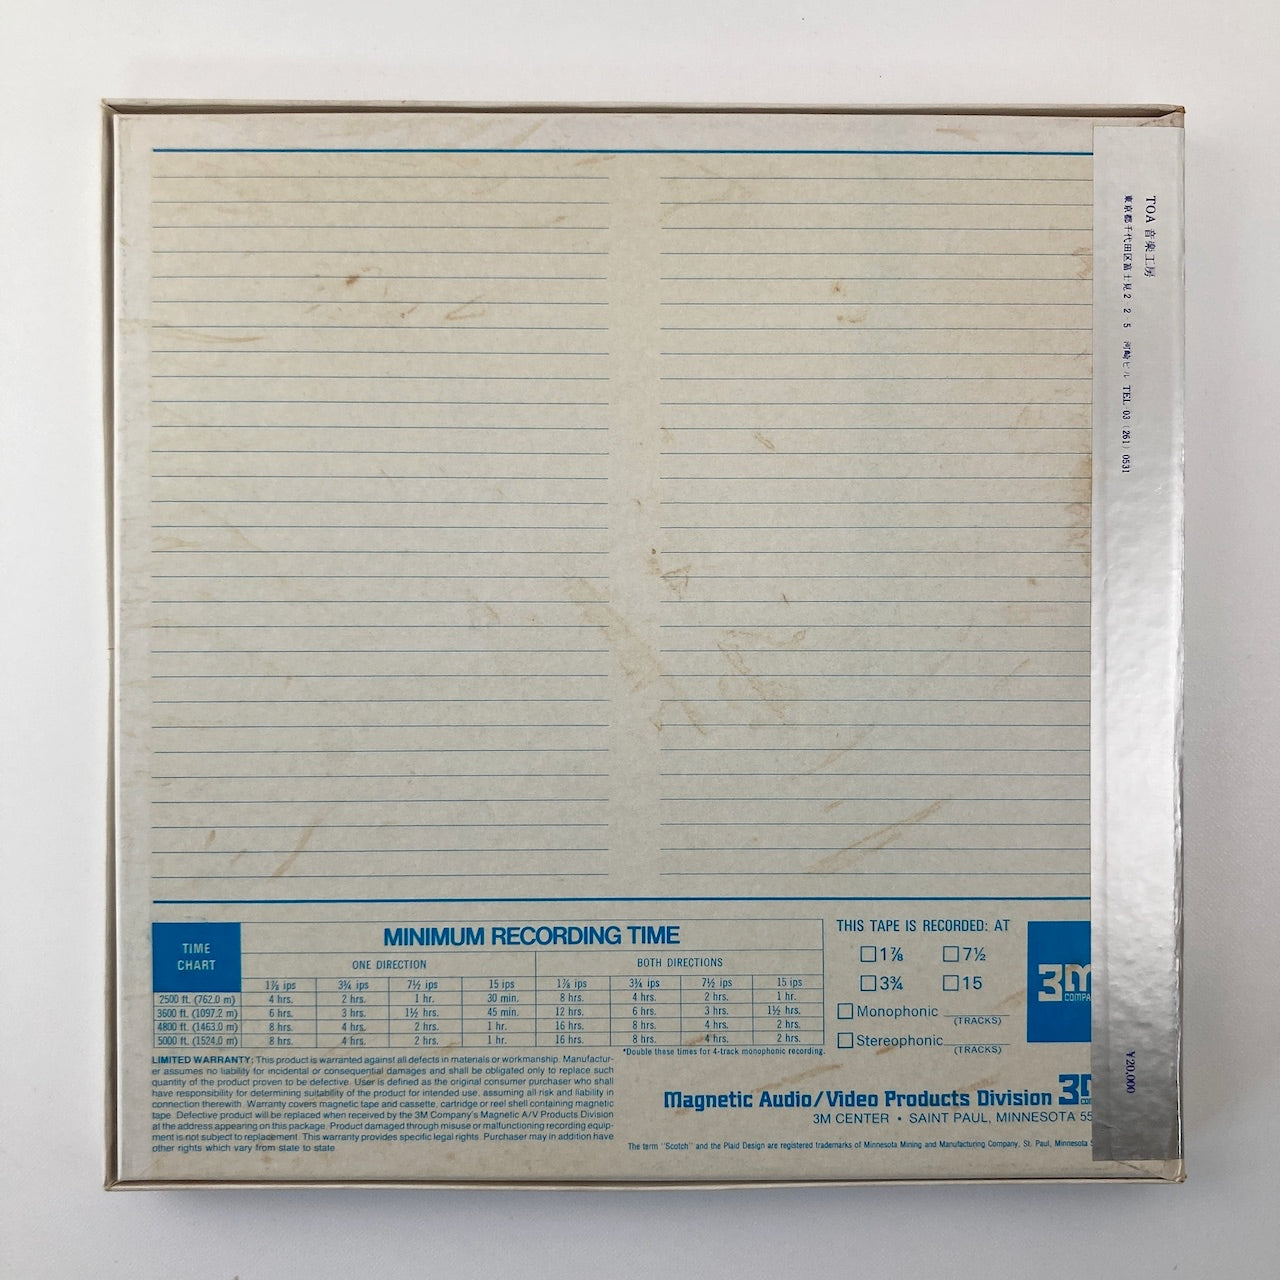 TOA 音楽工房
東京都千代田区富士見2 2 5 河崎ビル TEL 03 (261) 0531
¥20,000
TIME CHART
MINIMUM RECORDING TIME
ONE DIRECTION BOTH DIRECTIONS
1⅞ ips 3¾ ips 7½ ips 15 ips 1⅞ ips 3¾ ips 7½ ips 15 ips
2500 ft. (762.0 m) 4 hrs. 2 hrs. 1 hr. 30 min. 8 hrs. 4 hrs. 2 hrs. 1 hr.
3600 ft. (1097.2 m) 6 hrs. 3 hrs. 1½ hrs. 45 min. 12 hrs. 6 hrs. 3 hrs. 1½ hrs.
4800 ft. (1463.0 m) 8 hrs. 4 hrs. 2 hrs. 1 hr. 16 hrs. 8 hrs. 4 hrs. 2 hrs.
5000 ft. (1524.0 m) 8 hrs. 4 hrs. 2 hrs. 1 hr. 16 hrs. 8 hrs. 4 hrs. 2 hrs.
*Double these times for 4-track monophonic recording.
THIS TAPE IS RECORDED: AT
1⅞ 7½
3¾ 15
Monophonic (TRACKS)
Stereophonic (TRACKS)
3M
COMPA
LIMITED WARRANTY: This product is warranted against all defects in materials or workmanship. Manufactur-
er assumes no liability for incidental or consequential damages and shall be obligated only to replace such
quantity of the product proven to be defective. User is defined as the original consumer purchaser who shall
have responsibility for determining suitability of the product for intended use, assuming all risk and liability in
connection therewith. Warranty covers magnetic tape and cassette, cartridge or reel shell containing magnetic
tape. Defective product will be replaced when received by the 3M Company's Magnetic A/V Products Division
at the address appearing on this package. Product damaged through misuse or malfunctioning recording equip-
ment is not subject to replacement. This warranty provides specific legal rights. Purchaser may in addition have
other rights which vary from state to state
Magnetic Audio/Video Products Division 3M
3M CENTER • SAINT PAUL, MINNESOTA 55
The term "Scotch" and the Plaid Design are registered trademarks of Minnesota Mining and Manufacturing Company, St. Paul, Minnesota